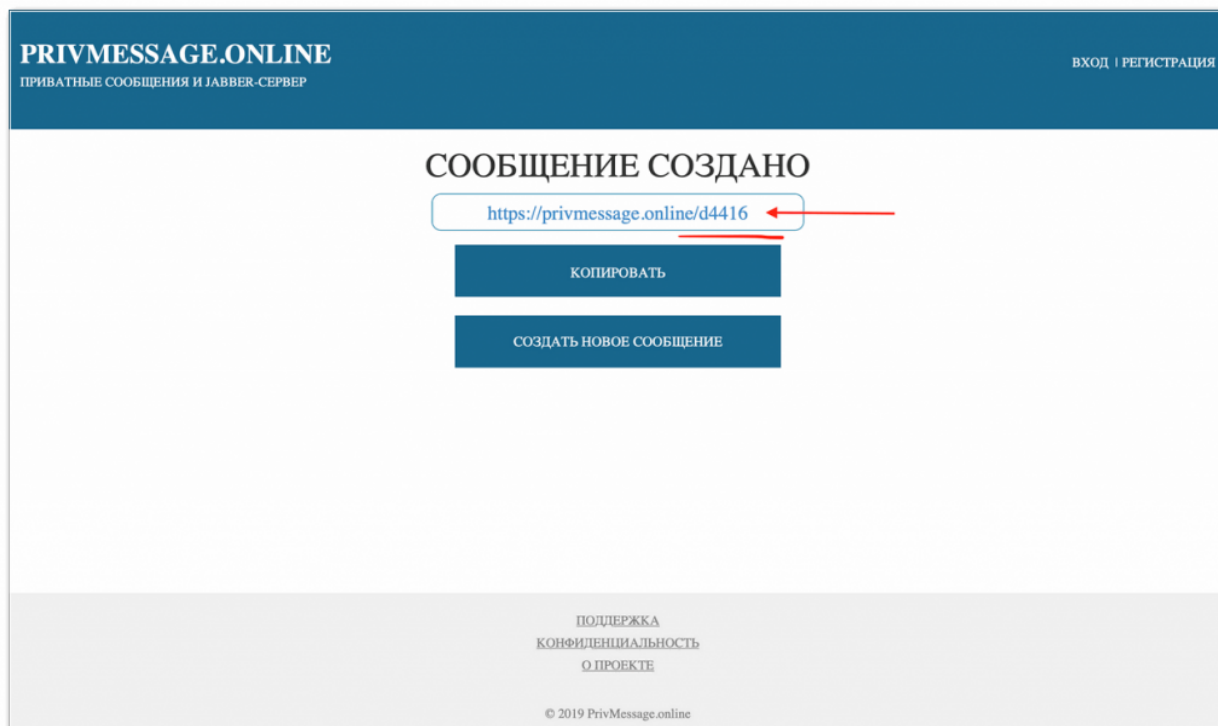 PRIVMESSAGE.ONLINE
ПРИВАТНЫЕ СООБЩЕНИЯ И JABBER-СЕРВЕР
ВХОД | РЕГИСТРАЦИЯ
СООБЩЕНИЕ СОЗДАНО
https://privmessage.online/d4416
КОПИРОВАТЬ
СОЗДАТЬ НОВОЕ СООБЩЕНИЕ
ПОДДЕРЖКА
КОНФИДЕНЦИАЛЬНОСТЬ
О ПРОЕКТЕ
© 2019 PrivMessage.online